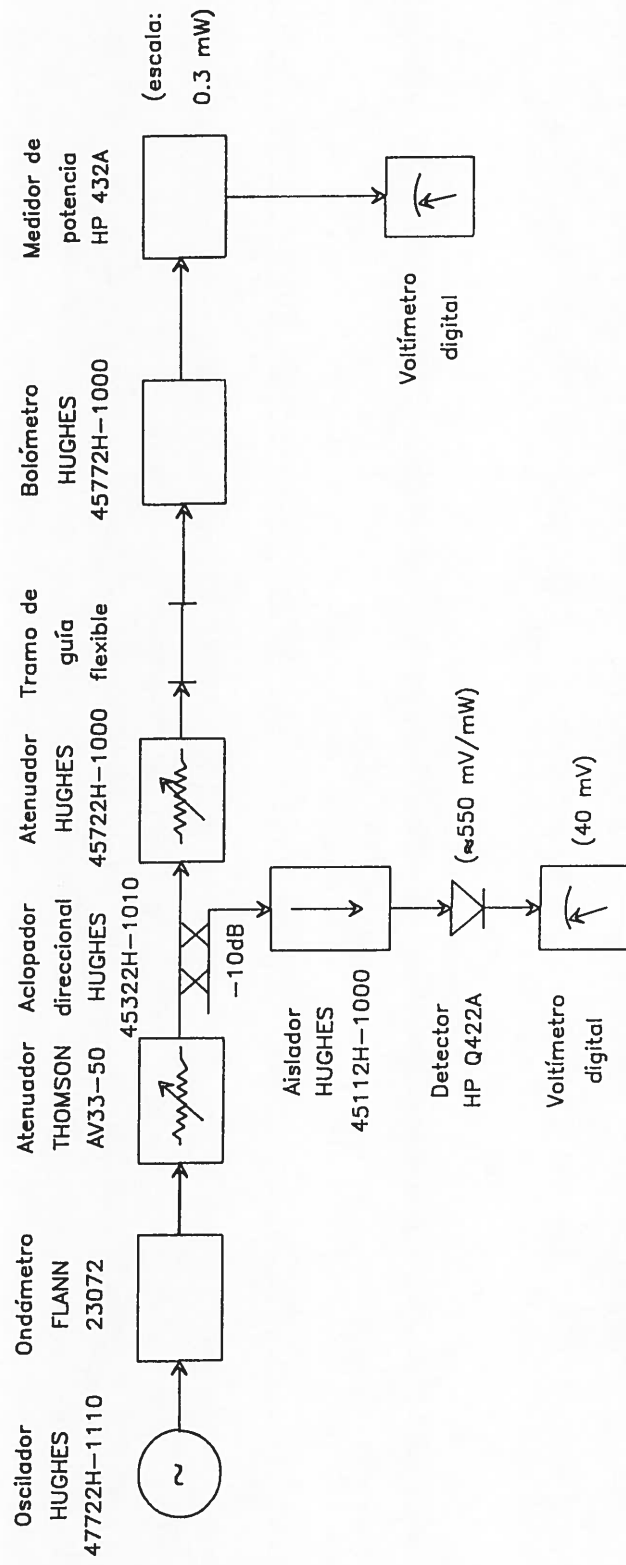 Oscilador
HUGHES
47722H-1110
Ondámetro
FLANN
23072
Atenuador
THOMSON
AV33-50
Aclopador
direccional
HUGHES
45322H-1010
Atenuador
HUGHES
45722H-1000
Tramo de
guía
flexible
Bolómetro
HUGHES
45772H-1000
Medidor de
potencia
HP 432A
(escala:
0.3 mW)
~
-10dB
Aislador
HUGHES
45112H-1000
Detector
HP Q422A
(≈550 mV/mW)
Voltímetro
digital
(40 mV)
Voltímetro
digital